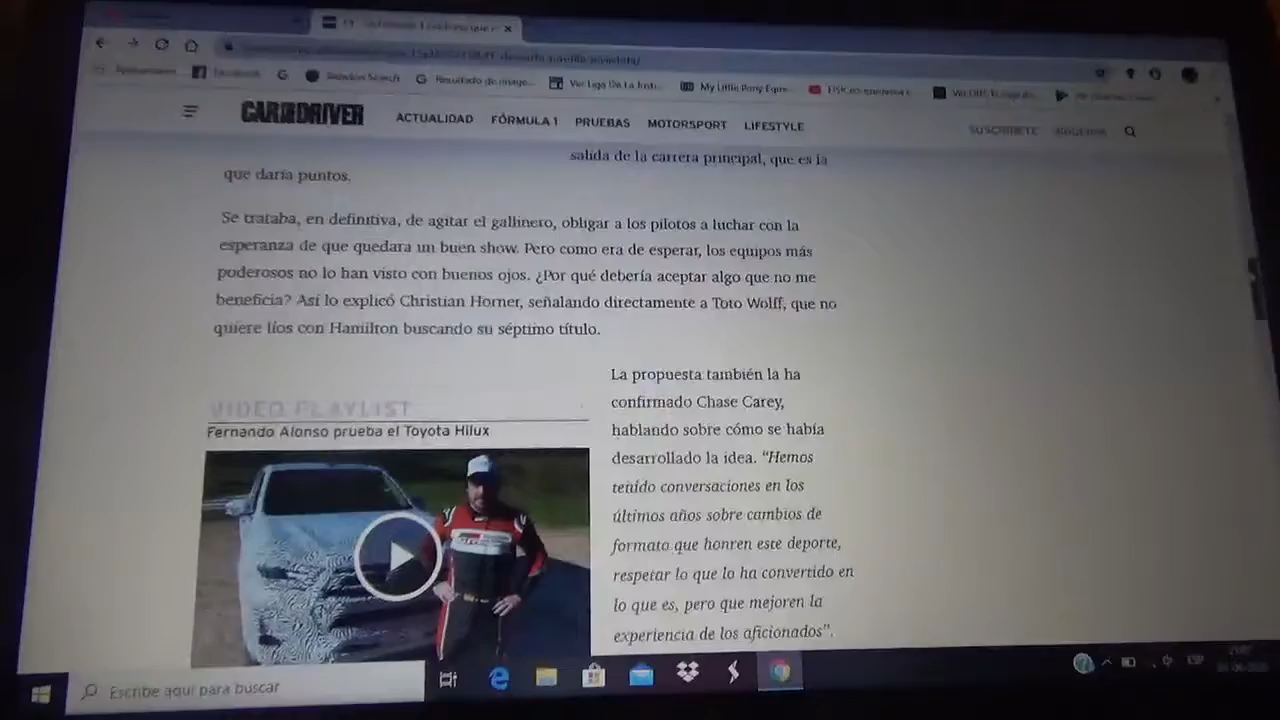 Facebook
G
G
My Little Pony Eque...
CAR AND DRIVER
ACTUALIDAD
FÓRMULA 1
PRUEBAS
MOTORSPORT
LIFESTYLE
SUSCRÍBETE
salida de la carrera principal, que es la
que daría puntos.
Se trataba, en definitiva, de agitar el gallinero, obligar a los pilotos a luchar con la
esperanza de que quedara un buen show. Pero como era de esperar, los equipos más
poderosos no lo han visto con buenos ojos. ¿Por qué debería aceptar algo que no me
beneficia? Así lo explicó Christian Horner, señalando directamente a Toto Wolff, que no
quiere líos con Hamilton buscando su séptimo título.
VIDEO PLAYLIST
Fernando Alonso prueba el Toyota Hilux
La propuesta también la ha
confirmado Chase Carey,
hablando sobre cómo se había
desarrollado la idea. “Hemos
tenido conversaciones en los
últimos años sobre cambios de
formato que honren este deporte,
respetar lo que lo ha convertido en
lo que es, pero que mejoren la
experiencia de los aficionados”.
Escribe aquí para buscar
ESP